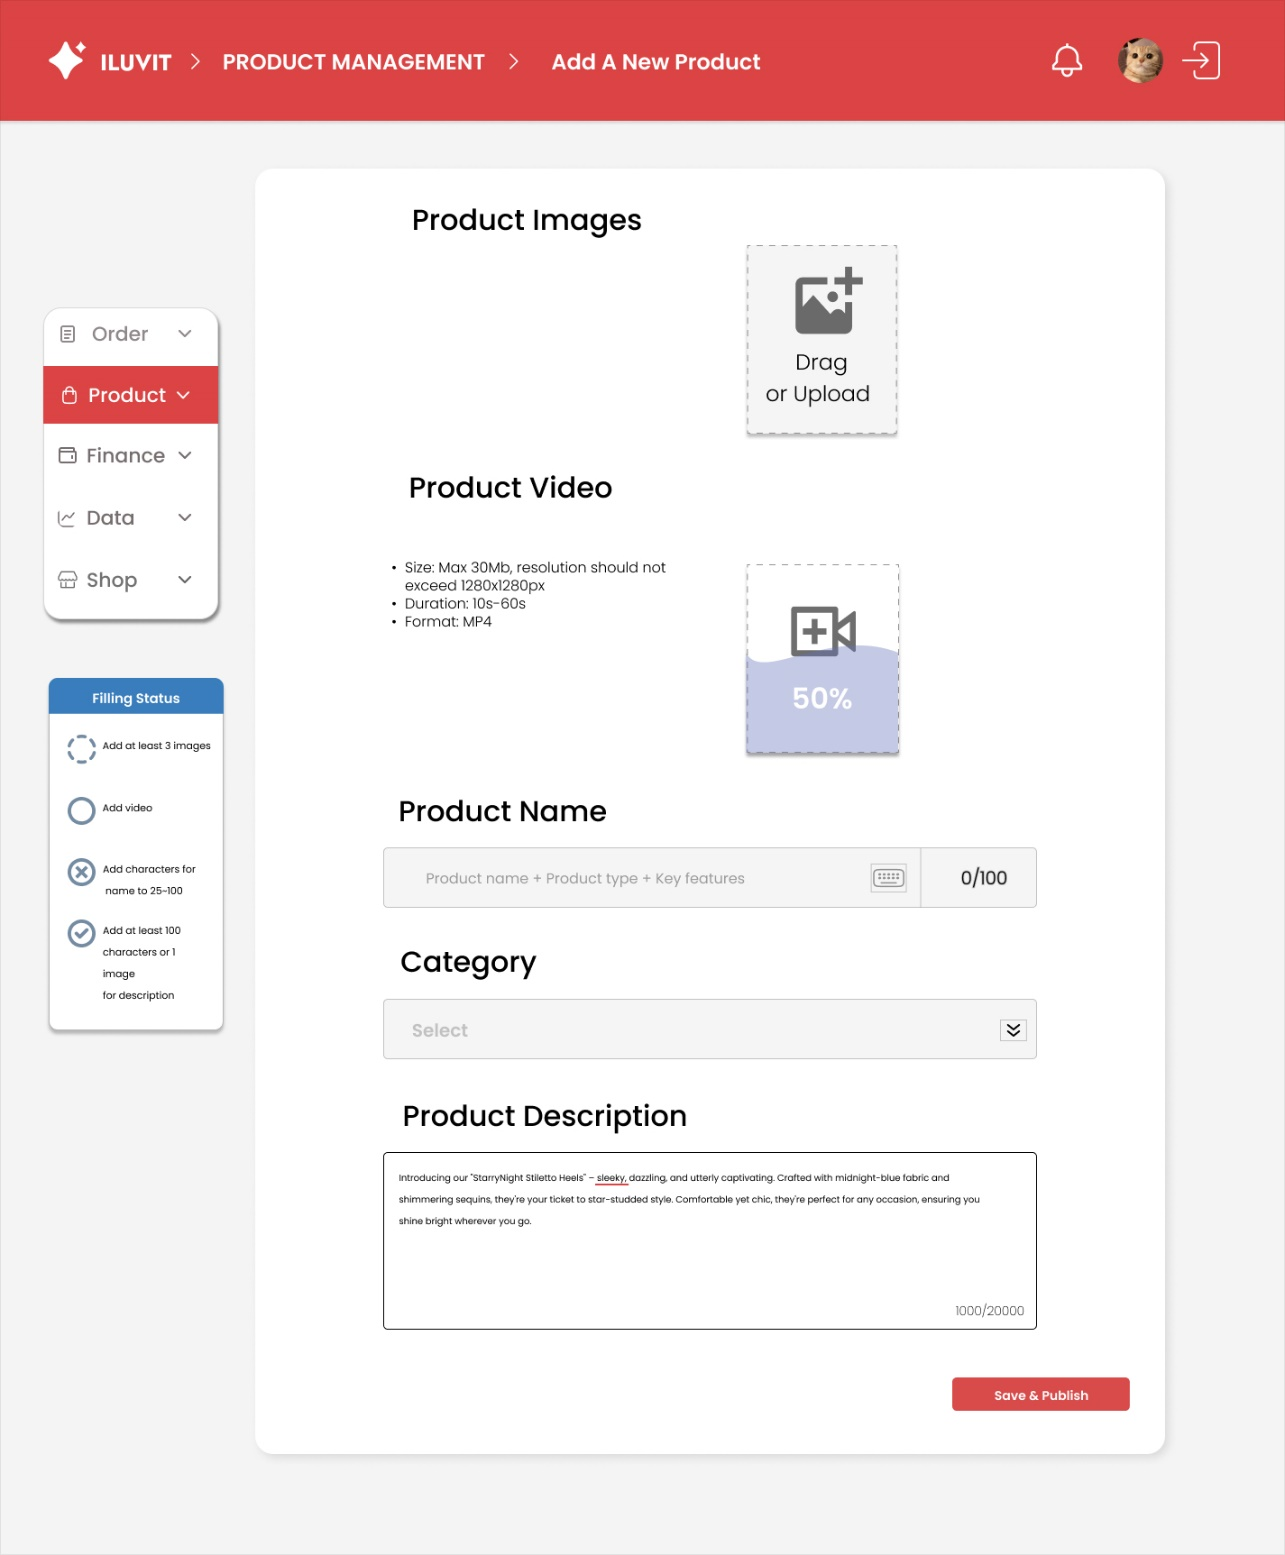 ILUVIT PRODUCT MANAGEMENT Add A New Product
Product Images
Drag
or Upload
Order
Product
Finance
Data
Shop
Product Video
• Size: Max 30Mb, resolution should not
exceed 1280x1280px
• Duration: 10s-60s
• Format: MP4
50%
Filling Status
Add at least 3 images
Add video
Add characters for
name to 25~100
Add at least 100
characters or 1
image
for description
Product Name
Product name + Product type + Key features
0/100
Category
Select
Product Description
Introducing our "StarryNight Stiletto Heels" – sleeky, dazzling, and utterly captivating. Crafted with midnight-blue fabric and
shimmering sequins, they're your ticket to star-studded style. Comfortable yet chic, they're perfect for any occasion, ensuring you
shine bright wherever you go.
1000/20000
Save & Publish